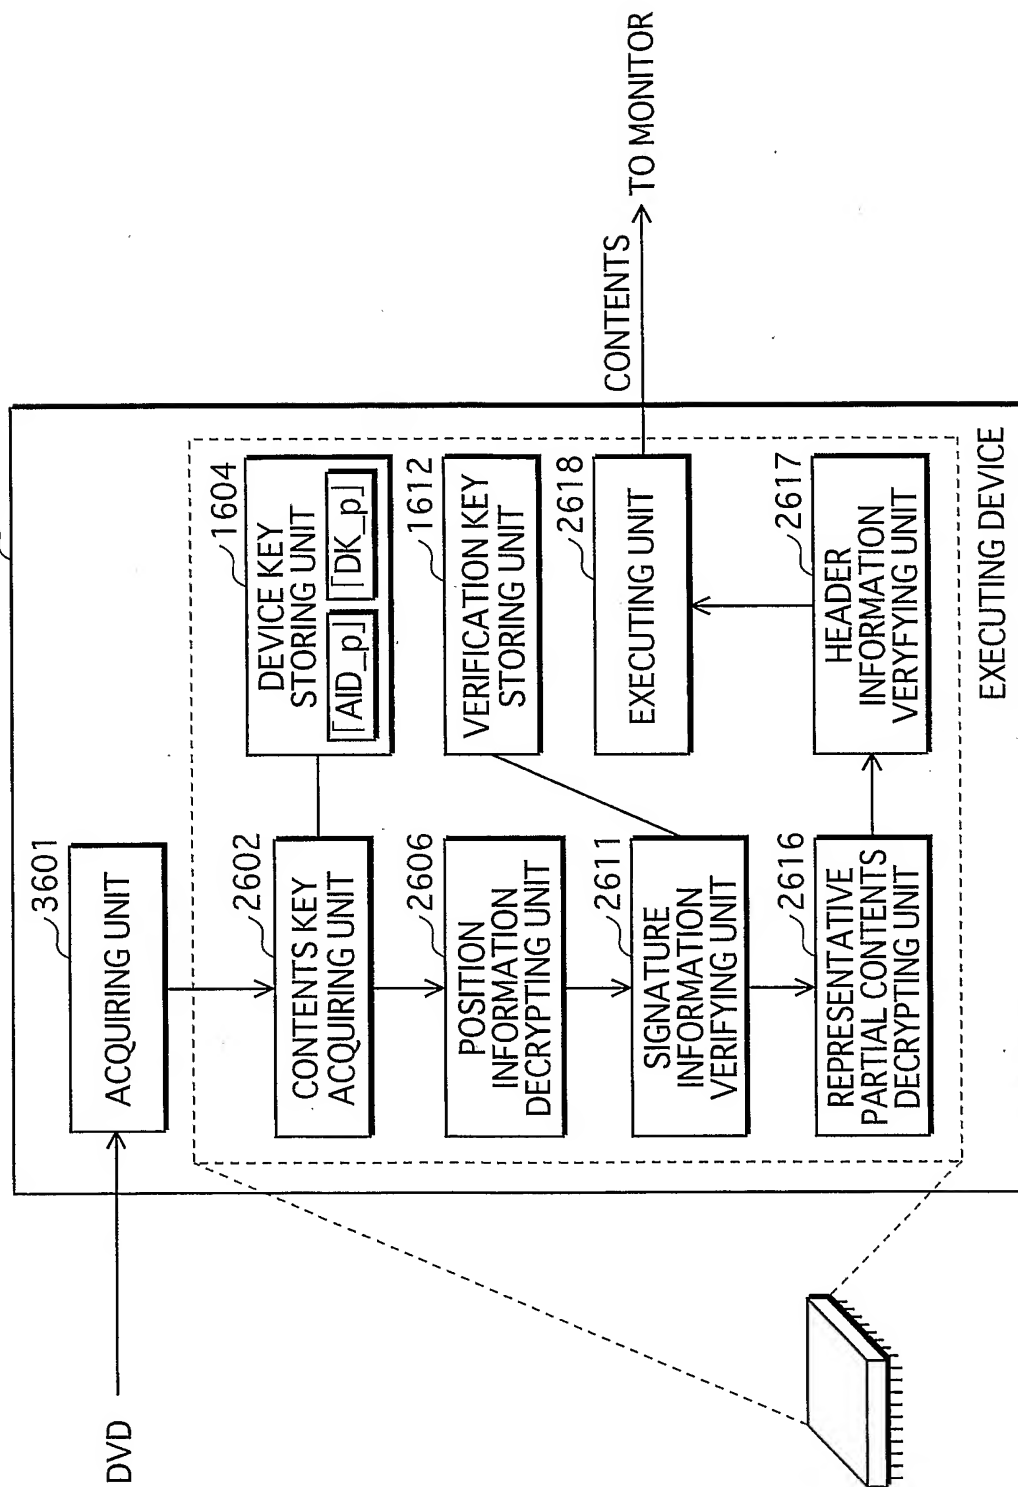 DVD
3601
ACQUIRING UNIT
2602
CONTENTS KEY
ACQUIRING UNIT
1604
DEVICE KEY
STORING UNIT
[AID_p]
[DK_p]
2606
POSITION
INFORMATION
DECRYPTING UNIT
1612
VERIFICATION KEY
STORING UNIT
2611
SIGNATURE
INFORMATION
VERIFYING UNIT
2618
EXECUTING UNIT
CONTENTS
TO MONITOR
2616
REPRESENTATIVE
PARTIAL CONTENTS
DECRYPTING UNIT
2617
HEADER
INFORMATION
VERYFYING UNIT
EXECUTING DEVICE